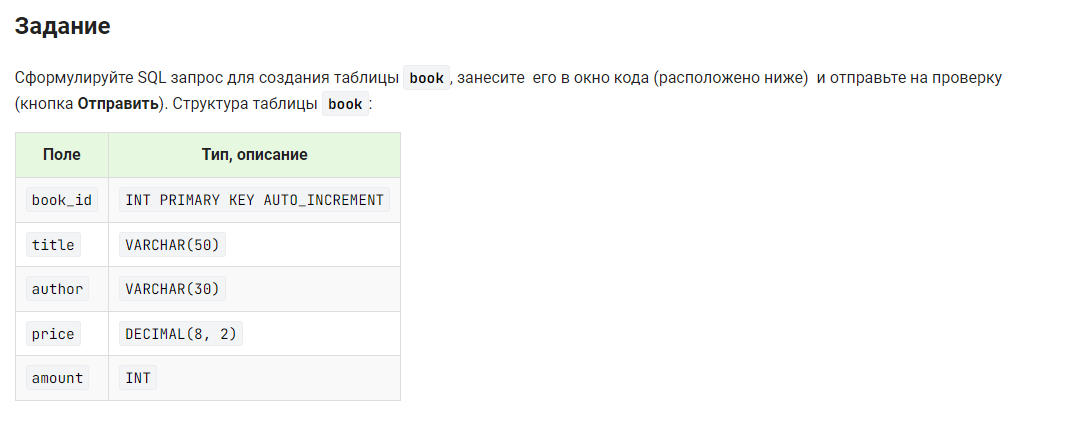 Задание
Сформулируйте SQL запрос для создания таблицы book, занесите его в окно кода (расположено ниже) и отправьте на проверку
(кнопка Отправить). Структура таблицы book:
Поле Тип, описание
book_id INT PRIMARY KEY AUTO_INCREMENT
title VARCHAR(50)
author VARCHAR(30)
price DECIMAL(8, 2)
amount INT